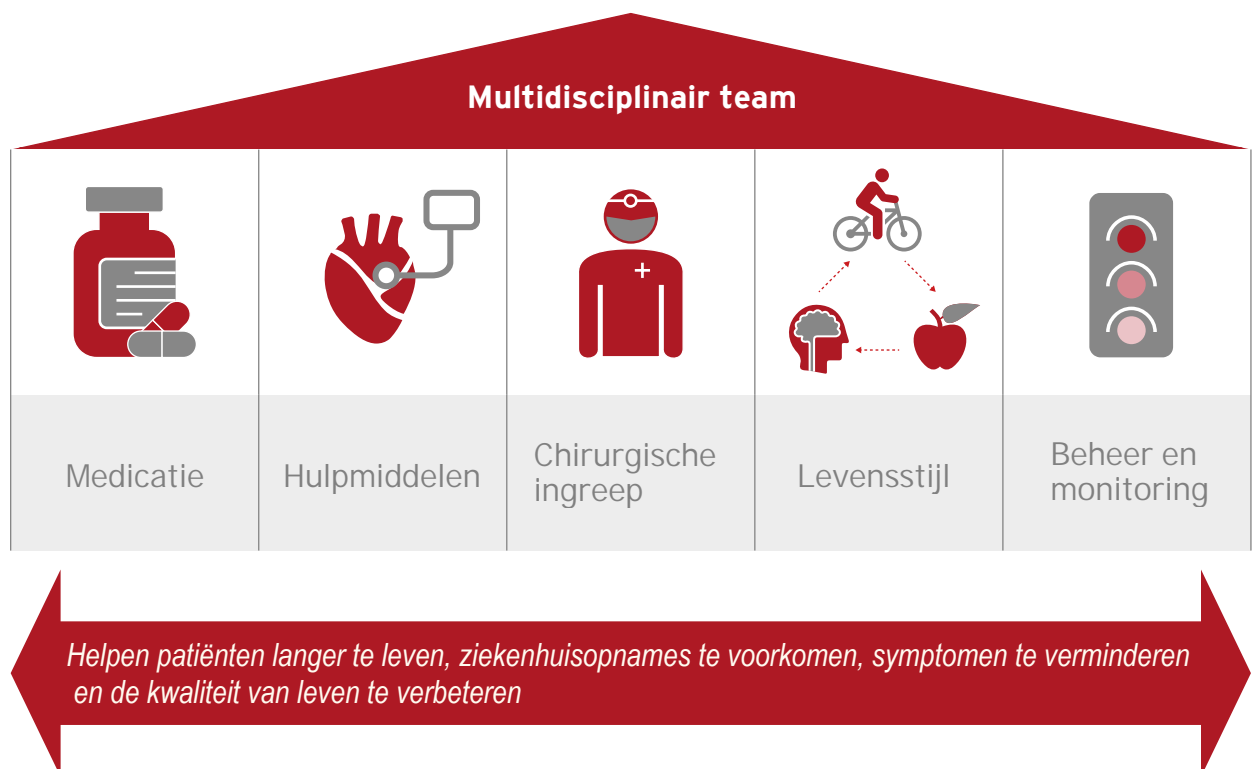 Multidisciplinair team
Medicatie
Hulpmiddelen
Chirurgische
ingreep
Levensstijl
Beheer en
monitoring
Helpen patiënten langer te leven, ziekenhuisopnames te voorkomen, symptomen te verminderen
en de kwaliteit van leven te verbeteren